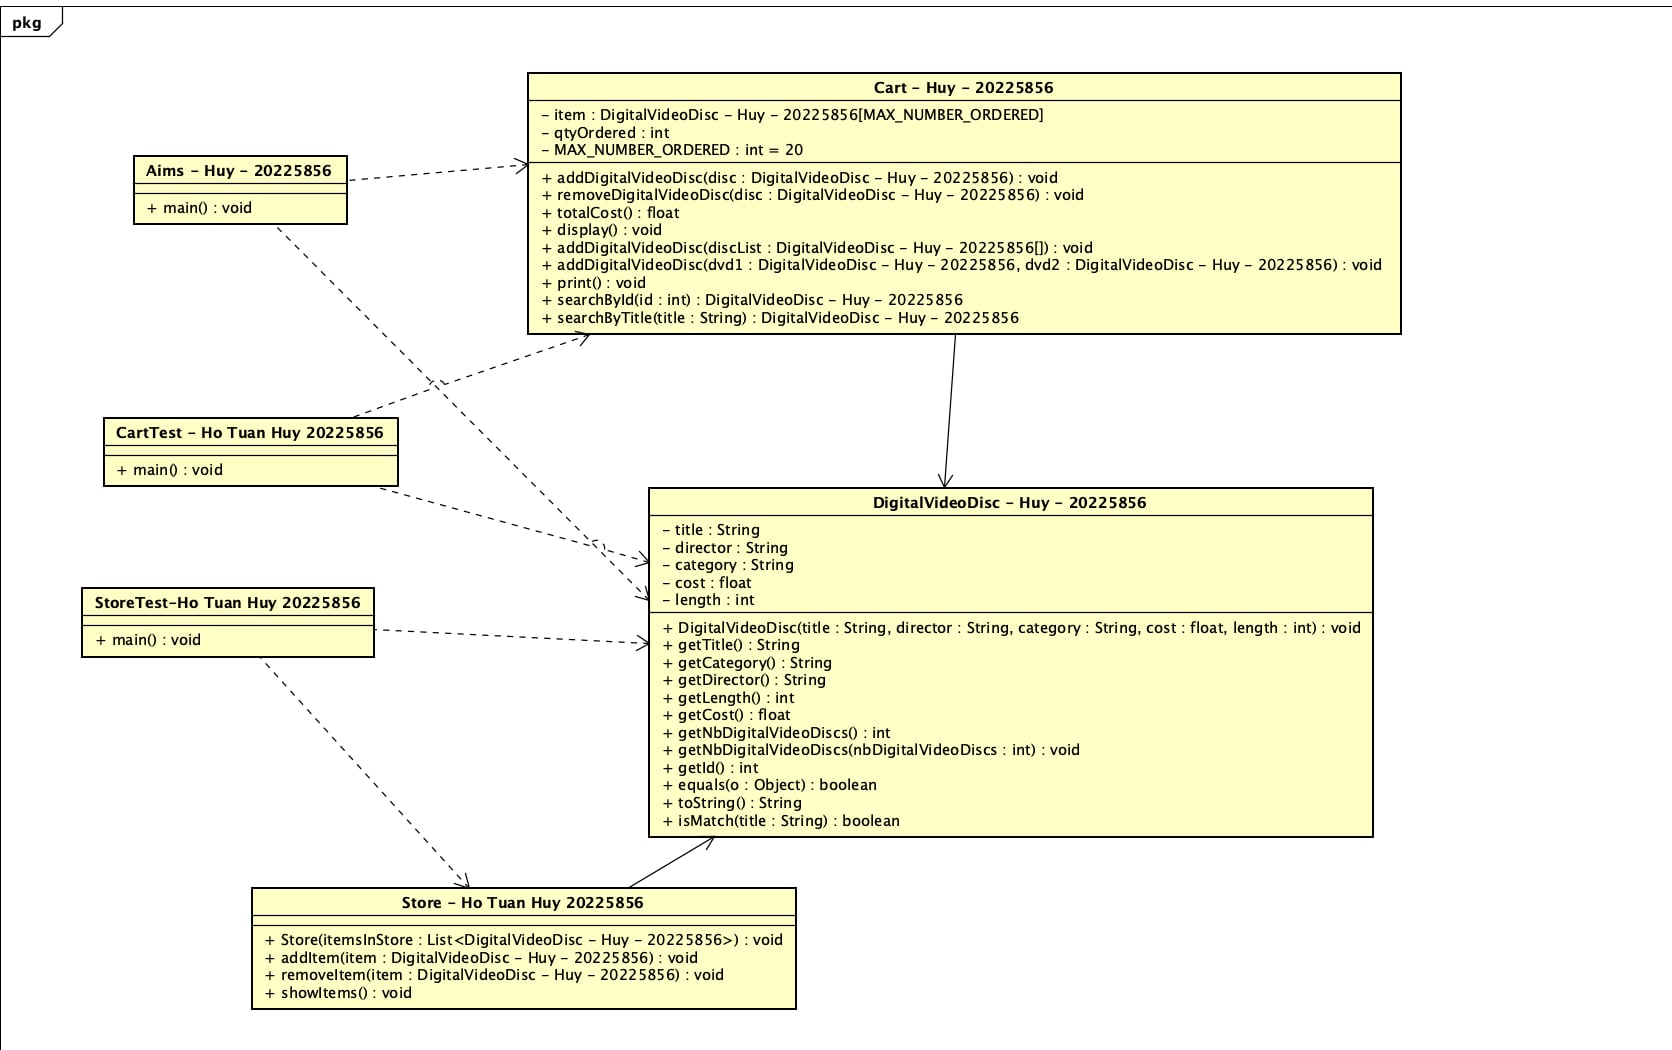 pkg
Cart - Huy - 20225856
- item : DigitalVideoDisc - Huy - 20225856[MAX_NUMBER_ORDERED]
- qtyOrdered : int
- MAX_NUMBER_ORDERED : int = 20
+ addDigitalVideoDisc(disc : DigitalVideoDisc - Huy - 20225856) : void
+ removeDigitalVideoDisc(disc : DigitalVideoDisc - Huy - 20225856) : void
+ totalCost() : float
+ display() : void
+ addDigitalVideoDisc(discList : DigitalVideoDisc - Huy - 20225856[]) : void
+ addDigitalVideoDisc(dvd1 : DigitalVideoDisc - Huy - 20225856, dvd2 : DigitalVideoDisc - Huy - 20225856) : void
+ print() : void
+ searchById(id : int) : DigitalVideoDisc - Huy - 20225856
+ searchByTitle(title : String) : DigitalVideoDisc - Huy - 20225856
Aims - Huy - 20225856
+ main() : void
CartTest - Ho Tuan Huy 20225856
+ main() : void
DigitalVideoDisc - Huy - 20225856
- title : String
- director : String
- category : String
- cost : float
- length : int
+ DigitalVideoDisc(title : String, director : String, category : String, cost : float, length : int) : void
+ getTitle() : String
+ getCategory() : String
+ getDirector() : String
+ getLength() : int
+ getCost() : float
+ getNbDigitalVideoDiscs() : int
+ getNbDigitalVideoDiscs(nbDigitalVideoDiscs : int) : void
+ getId() : int
+ equals(o : Object) : boolean
+ toString() : String
+ isMatch(title : String) : boolean
StoreTest-Ho Tuan Huy 20225856
+ main() : void
Store - Ho Tuan Huy 20225856
+ Store(itemsInStore : List<DigitalVideoDisc - Huy - 20225856>) : void
+ addItem(item : DigitalVideoDisc - Huy - 20225856) : void
+ removeItem(item : DigitalVideoDisc - Huy - 20225856) : void
+ showItems() : void